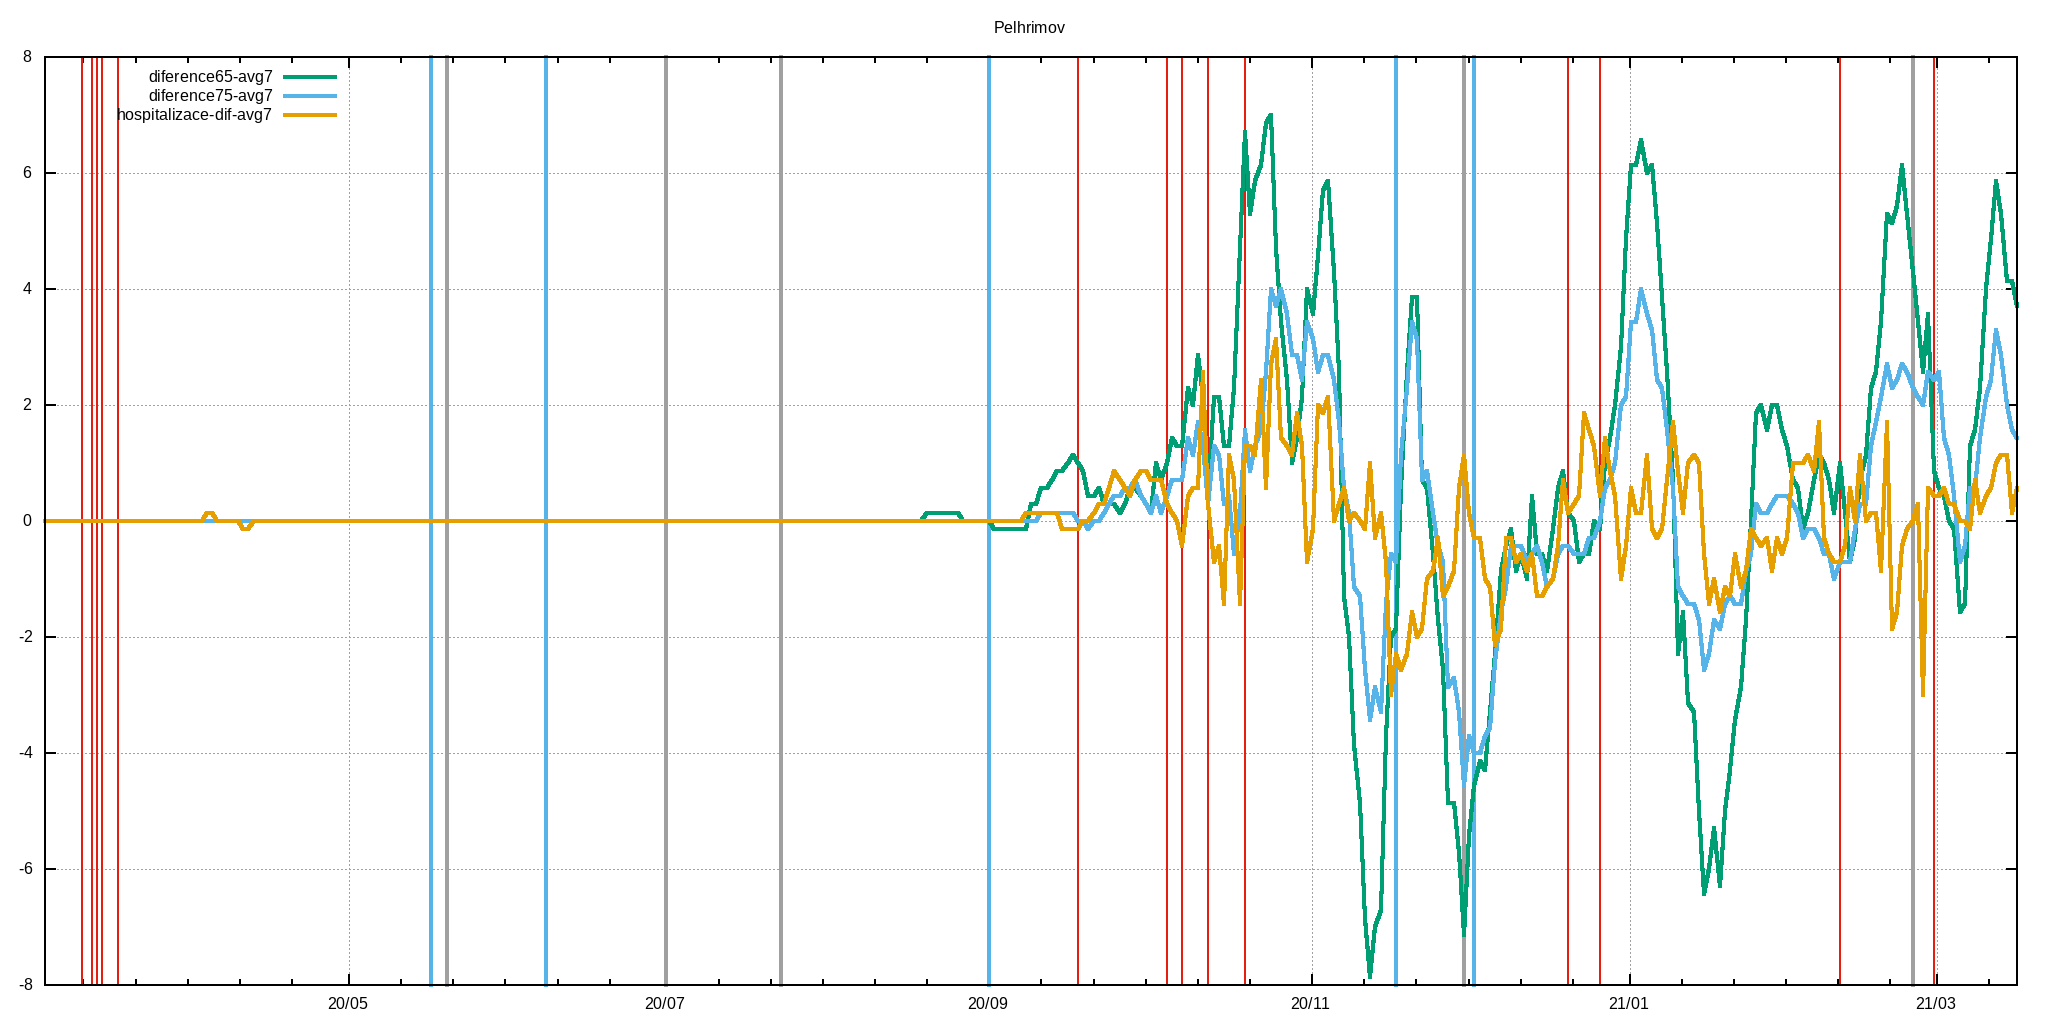 Pelhrimov
diference65-avg7
diference75-avg7
hospitalizace-dif-avg7
8
6
4
2
0
-2
-4
-6
-8
20/05 20/07 20/09 20/11 21/01 21/03